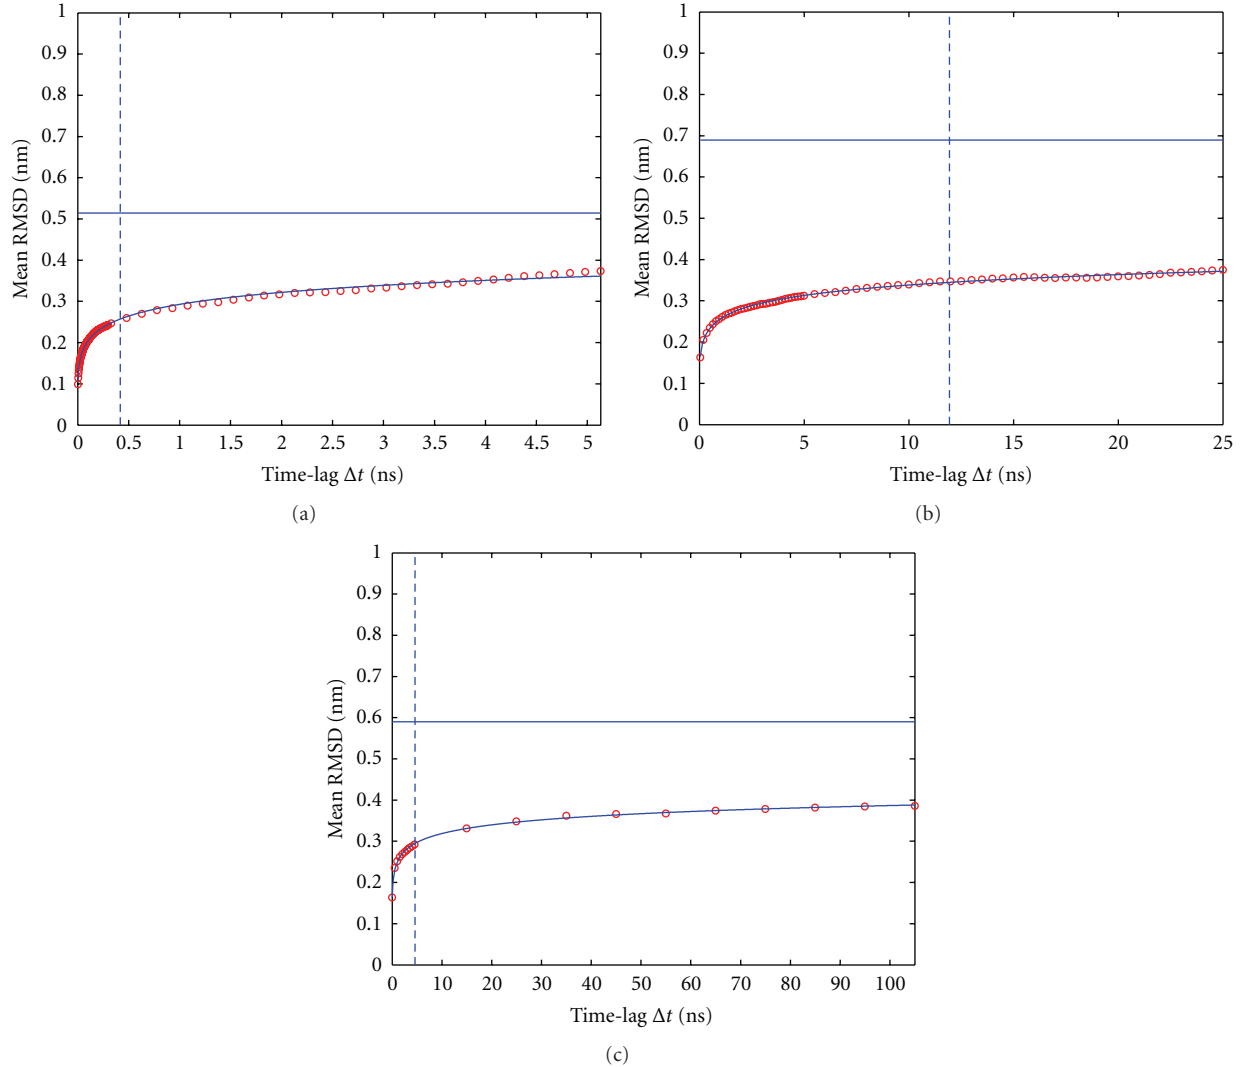 1
0.9
0.8
0.7
0.6
0.5
0.4
0.3
0.2
0.1
0
Mean RMSD (nm)
0 0.5 1 1.5 2 2.5 3 3.5 4 4.5 5
Time-lag Δt (ns)
(a)
1
0.9
0.8
0.7
0.6
0.5
0.4
0.3
0.2
0.1
0
Mean RMSD (nm)
0 5 10 15 20 25
Time-lag Δt (ns)
(b)
1
0.9
0.8
0.7
0.6
0.5
0.4
0.3
0.2
0.1
0
Mean RMSD (nm)
0 10 20 30 40 50 60 70 80 90 100
Time-lag Δt (ns)
(c)